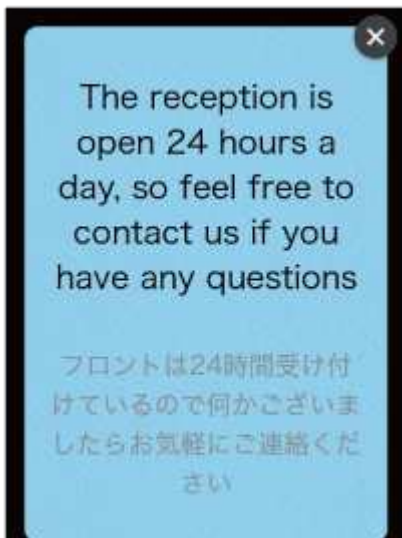 The reception is
open 24 hours a
day, so feel free to
contact us if you
have any questions
フロントは24時間受け付
けているので何かございま
したらお気軽にご連絡くだ
さい